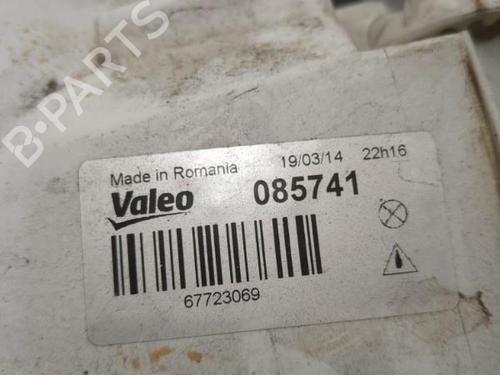 B-PARTS
Made in Romania 19/03/14 22h16
Valeo 085741
67723069